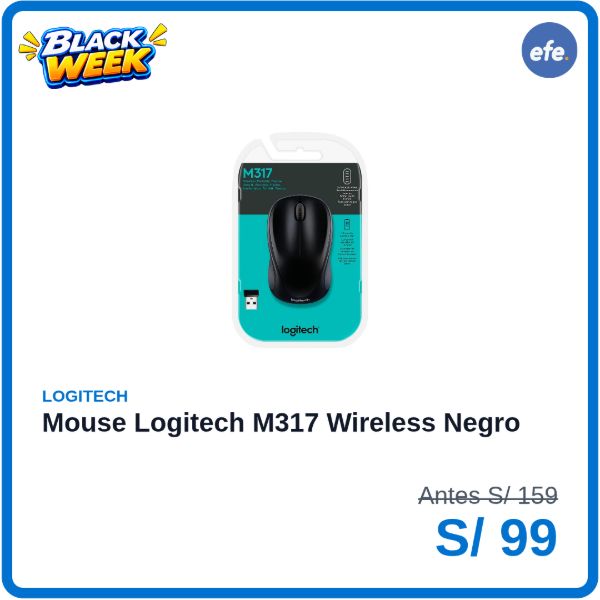 BLACK
WEEK
efe.
M317
logitech
LOGITECH
Mouse Logitech M317 Wireless Negro
Antes S/ 159
S/ 99